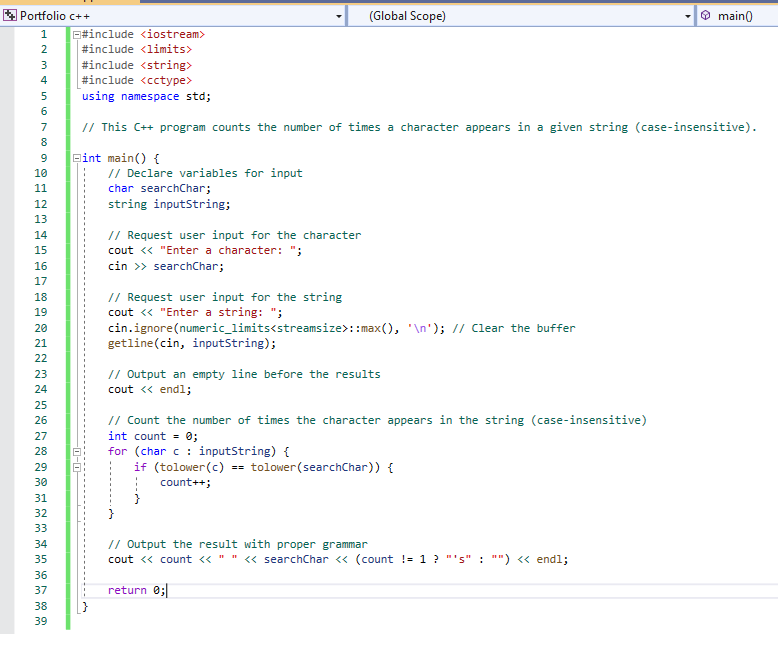 Portfolio c++ (Global Scope) main()
1 #include <iostream>
2 #include <limits>
3 #include <string>
4 #include <cctype>
5 using namespace std;
6
7 // This C++ program counts the number of times a character appears in a given string (case-insensitive).
8
9 int main() {
10 // Declare variables for input
11 char searchChar;
12 string inputString;
13
14 // Request user input for the character
15 cout << "Enter a character: ";
16 cin >> searchChar;
17
18 // Request user input for the string
19 cout << "Enter a string: ";
20 cin.ignore(numeric_limits<streamsize>::max(), '\n'); // Clear the buffer
21 getline(cin, inputString);
22
23 // Output an empty line before the results
24 cout << endl;
25
26 // Count the number of times the character appears in the string (case-insensitive)
27 int count = 0;
28 for (char c : inputString) {
29 if (tolower(c) == tolower(searchChar)) {
30 count++;
31 }
32 }
33
34 // Output the result with proper grammar
35 cout << count << " " << searchChar << (count != 1 ? "'s" : "") << endl;
36
37 return 0;
38 }
39